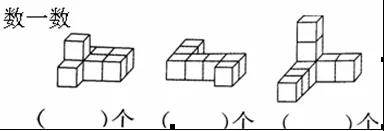 数一数
(　　)个 (　　)个 (　　)个